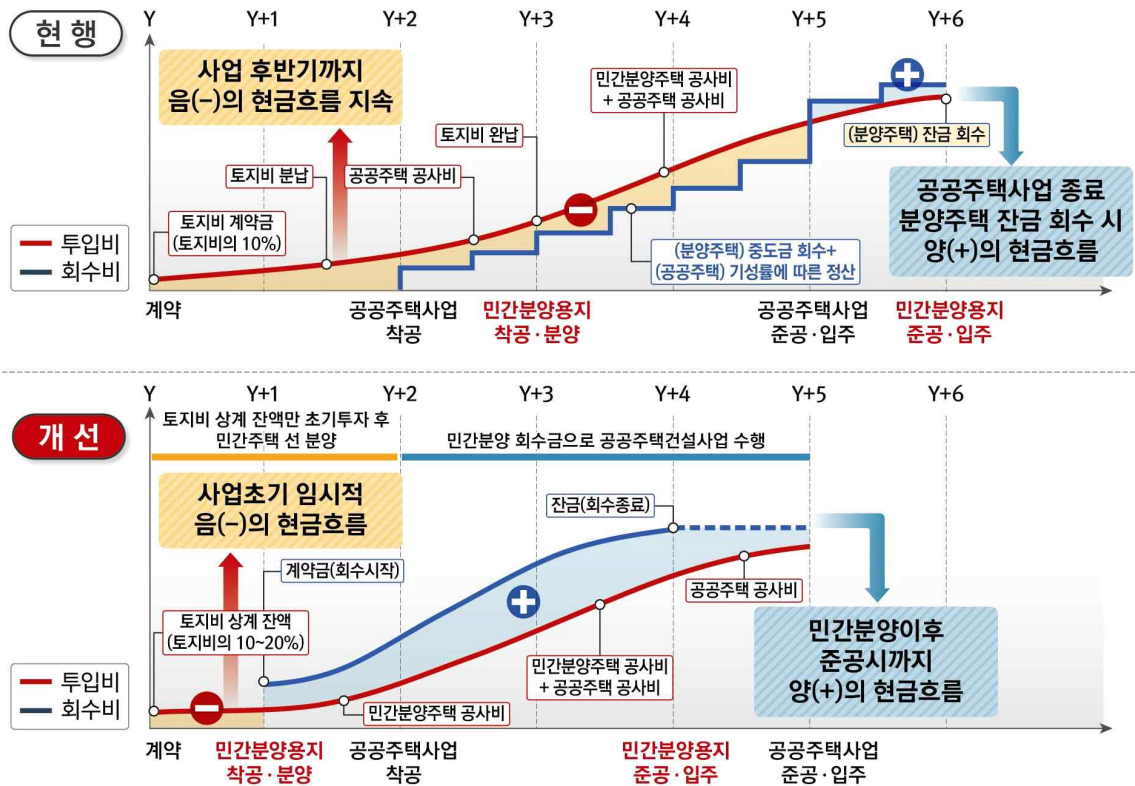 현 행
Y
Y+1
Y+2
Y+3
Y+4
Y+5
Y+6
사업 후반기까지
음(−)의 현금흐름 지속
민간분양주택 공사비
+ 공공주택 공사비
토지비 완납
(분양주택) 잔금 회수
토지비 분납
공공주택 공사비
토지비 계약금
(토지비의 10%)
공공주택사업 종료
분양주택 잔금 회수 시
양(+)의 현금흐름
투입비
회수비
(분양주택) 중도금 회수+
(공공주택) 기성률에 따른 정산
계약
공공주택사업
착공
민간분양용지
착공·분양
공공주택사업
준공·입주
민간분양용지
준공·입주
개 선
Y
Y+1
Y+2
Y+3
Y+4
Y+5
Y+6
토지비 상계 잔액만 초기투자 후
민간주택 선 분양
민간분양 회수금으로 공공주택건설사업 수행
사업초기 임시적
음(−)의 현금흐름
잔금(회수종료)
계약금(회수시작)
공공주택 공사비
토지비 상계 잔액
(토지비의 10~20%)
민간분양이후
준공시까지
양(+)의 현금흐름
민간분양주택 공사비
+ 공공주택 공사비
투입비
회수비
민간분양주택 공사비
계약
민간분양용지
착공·분양
공공주택사업
착공
민간분양용지
준공·입주
공공주택사업
준공·입주